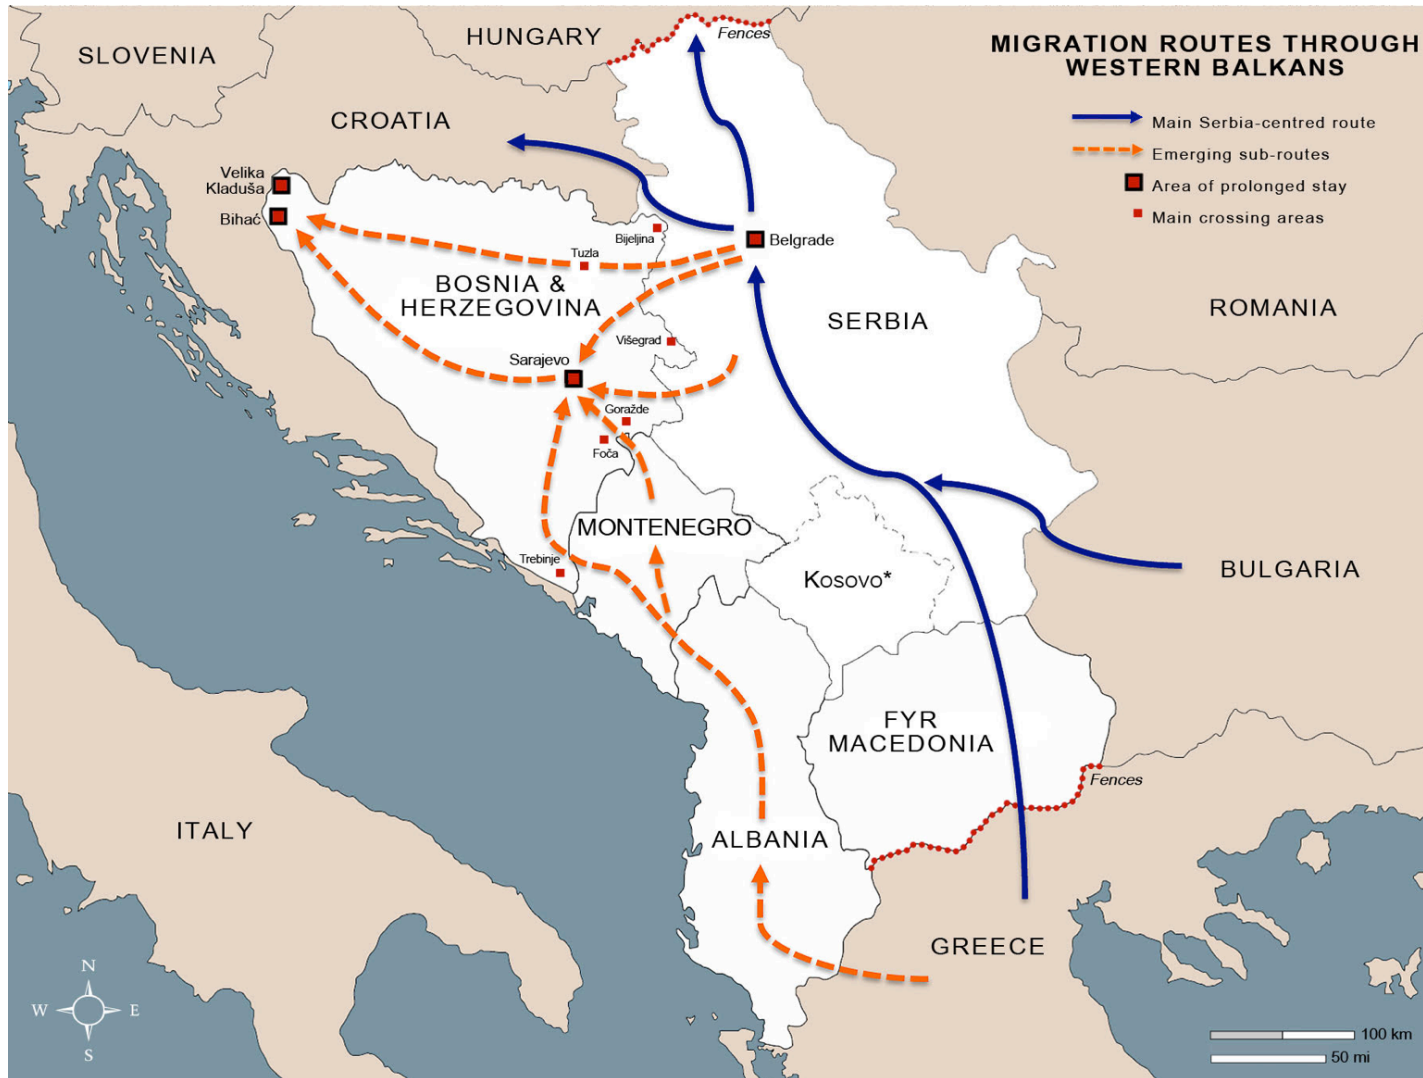 SLOVENIA
HUNGARY
Fences
MIGRATION ROUTES THROUGH
WESTERN BALKANS
Main Serbia-centred route
Emerging sub-routes
Area of prolonged stay
Main crossing areas
CROATIA
Velika
Kladuša
Bihać
Bijeljina
Tuzla
Belgrade
BOSNIA &
HERZEGOVINA
SERBIA
ROMANIA
Višegrad
Sarajevo
Goražde
Foča
MONTENEGRO
Trebinje
Kosovo*
BULGARIA
FYR
MACEDONIA
Fences
ITALY
ALBANIA
GREECE
N
W
E
S
100 km
50 mi